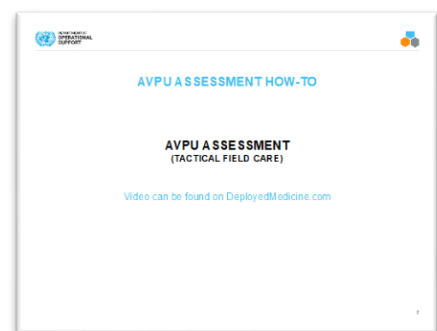 DEPARTMENT OF
OPERATIONAL
SUPPORT
AVPU ASSESSMENT HOW-TO
AVPU ASSESSMENT
(TACTICAL FIELD CARE)
Video can be found on DeployedMedicine.com
7